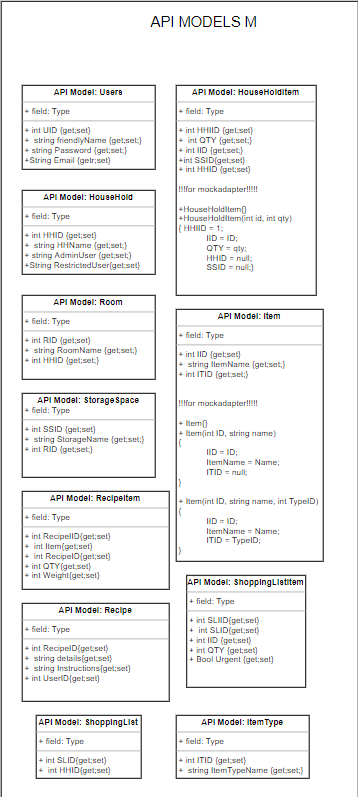 API MODELS M
API Model: Users
+ field: Type
+ int UID {get;set}
+  string friendlyName {get;set;}
+ string Password {get;set;}
+String Email {getr;set}
API Model: HouseHold
+ field: Type
+ int HHID {get;set}
+  string HHName {get;set;}
+ string AdminUser {get;set;}
+String RestrictedUser{get;set}
API Model: Room
+ field: Type
+ int RID {get;set}
+  string RoomName {get;set;}
+ int HHID {get;set;}
API Model: StorageSpace
+ field: Type
+ int SSID {get;set}
+  string StorageName {get;set;}
+ int RID {get;set;}
API Model: RecipeItem
+ field: Type
+ int RecipeIID{get;set}
+  int Item{get;set}
+  int RecipeID{get;set}
+ int QTY{get;set}
+ int Weight{get;set}
API Model: Recipe
+ field: Type
+ int RecipeID{get;set}
+  string details{get;set}
+  string Instructions{get;set}
+ int UserID{get;set}
API Model: ShoppingList
+ field: Type
+ int SLID{get;set}
+  int HHID{get;set}
API Model: HouseHoldItem
+ field: Type
+ int HHIID {get;set}
+  int QTY {get;set;}
+ int IID {get;set;}
+int SSID{get;set}
+ int HHID {get;set}
!!!for mockadapter!!!!!
+HouseHoldItem{}
+HouseHoldItem(int id, int qty)
{ HHIID = 1;
IID = ID;
QTY = qty;
HHID = null;
SSID = null;}
API Model: Item
+ field: Type
+ int IID {get;set}
+  string ItemName {get;set;}
+ int ITID {get;set;}
!!!for mockadapter!!!!!
+ Item{}
+ Item(int ID, string name)
{
IID = ID;
ItemName = Name;
ITID = null;
}
+ Item(int ID, string name, int TypeID)
{
IID = ID;
ItemName = Name;
ITID = TypeID;
}
API Model: ShoppingListItem
+ field: Type
+ int SLIID{get;set}
+  int SLID{get;set}
+ int IID {get;set}
+ int QTY {get;set}
+ Bool Urgent {get;set}
API Model: ItemType
+ field: Type
+ int ITID {get;set}
+  string ItemTypeName {get;set;}